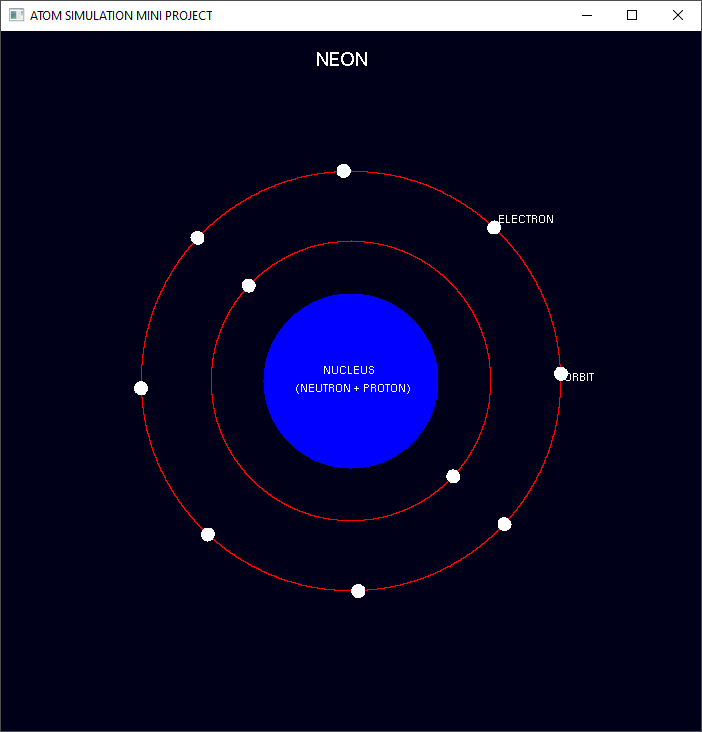 ATOM SIMULATION MINI PROJECT
NEON
ELECTRON
NUCLEUS
(NEUTRON + PROTON)
ORBIT